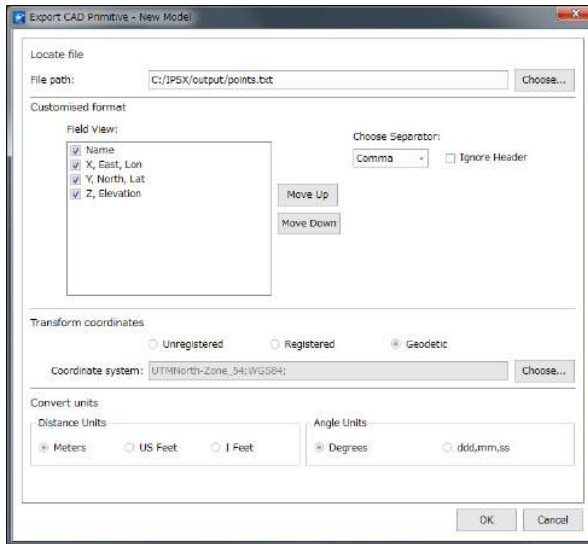 Export CAD Primitive - New Model
Locate file
File path: C:/IPSX/output/points.txt Choose...
Customised format
Field View:
Choose Separator:
Name
Comma Ignore Header
X, East, Lon
Y, North, Lat
Z, Elevation
Move Up
Move Down
Transform coordinates
Unregistered Registered Geodetic
Coordinate system: UTMNorth-Zone_54;WGS84; Choose...
Convert units
Distance Units Angle Units
Meters US Feet I Feet Degrees ddd,mm,ss
OK Cancel